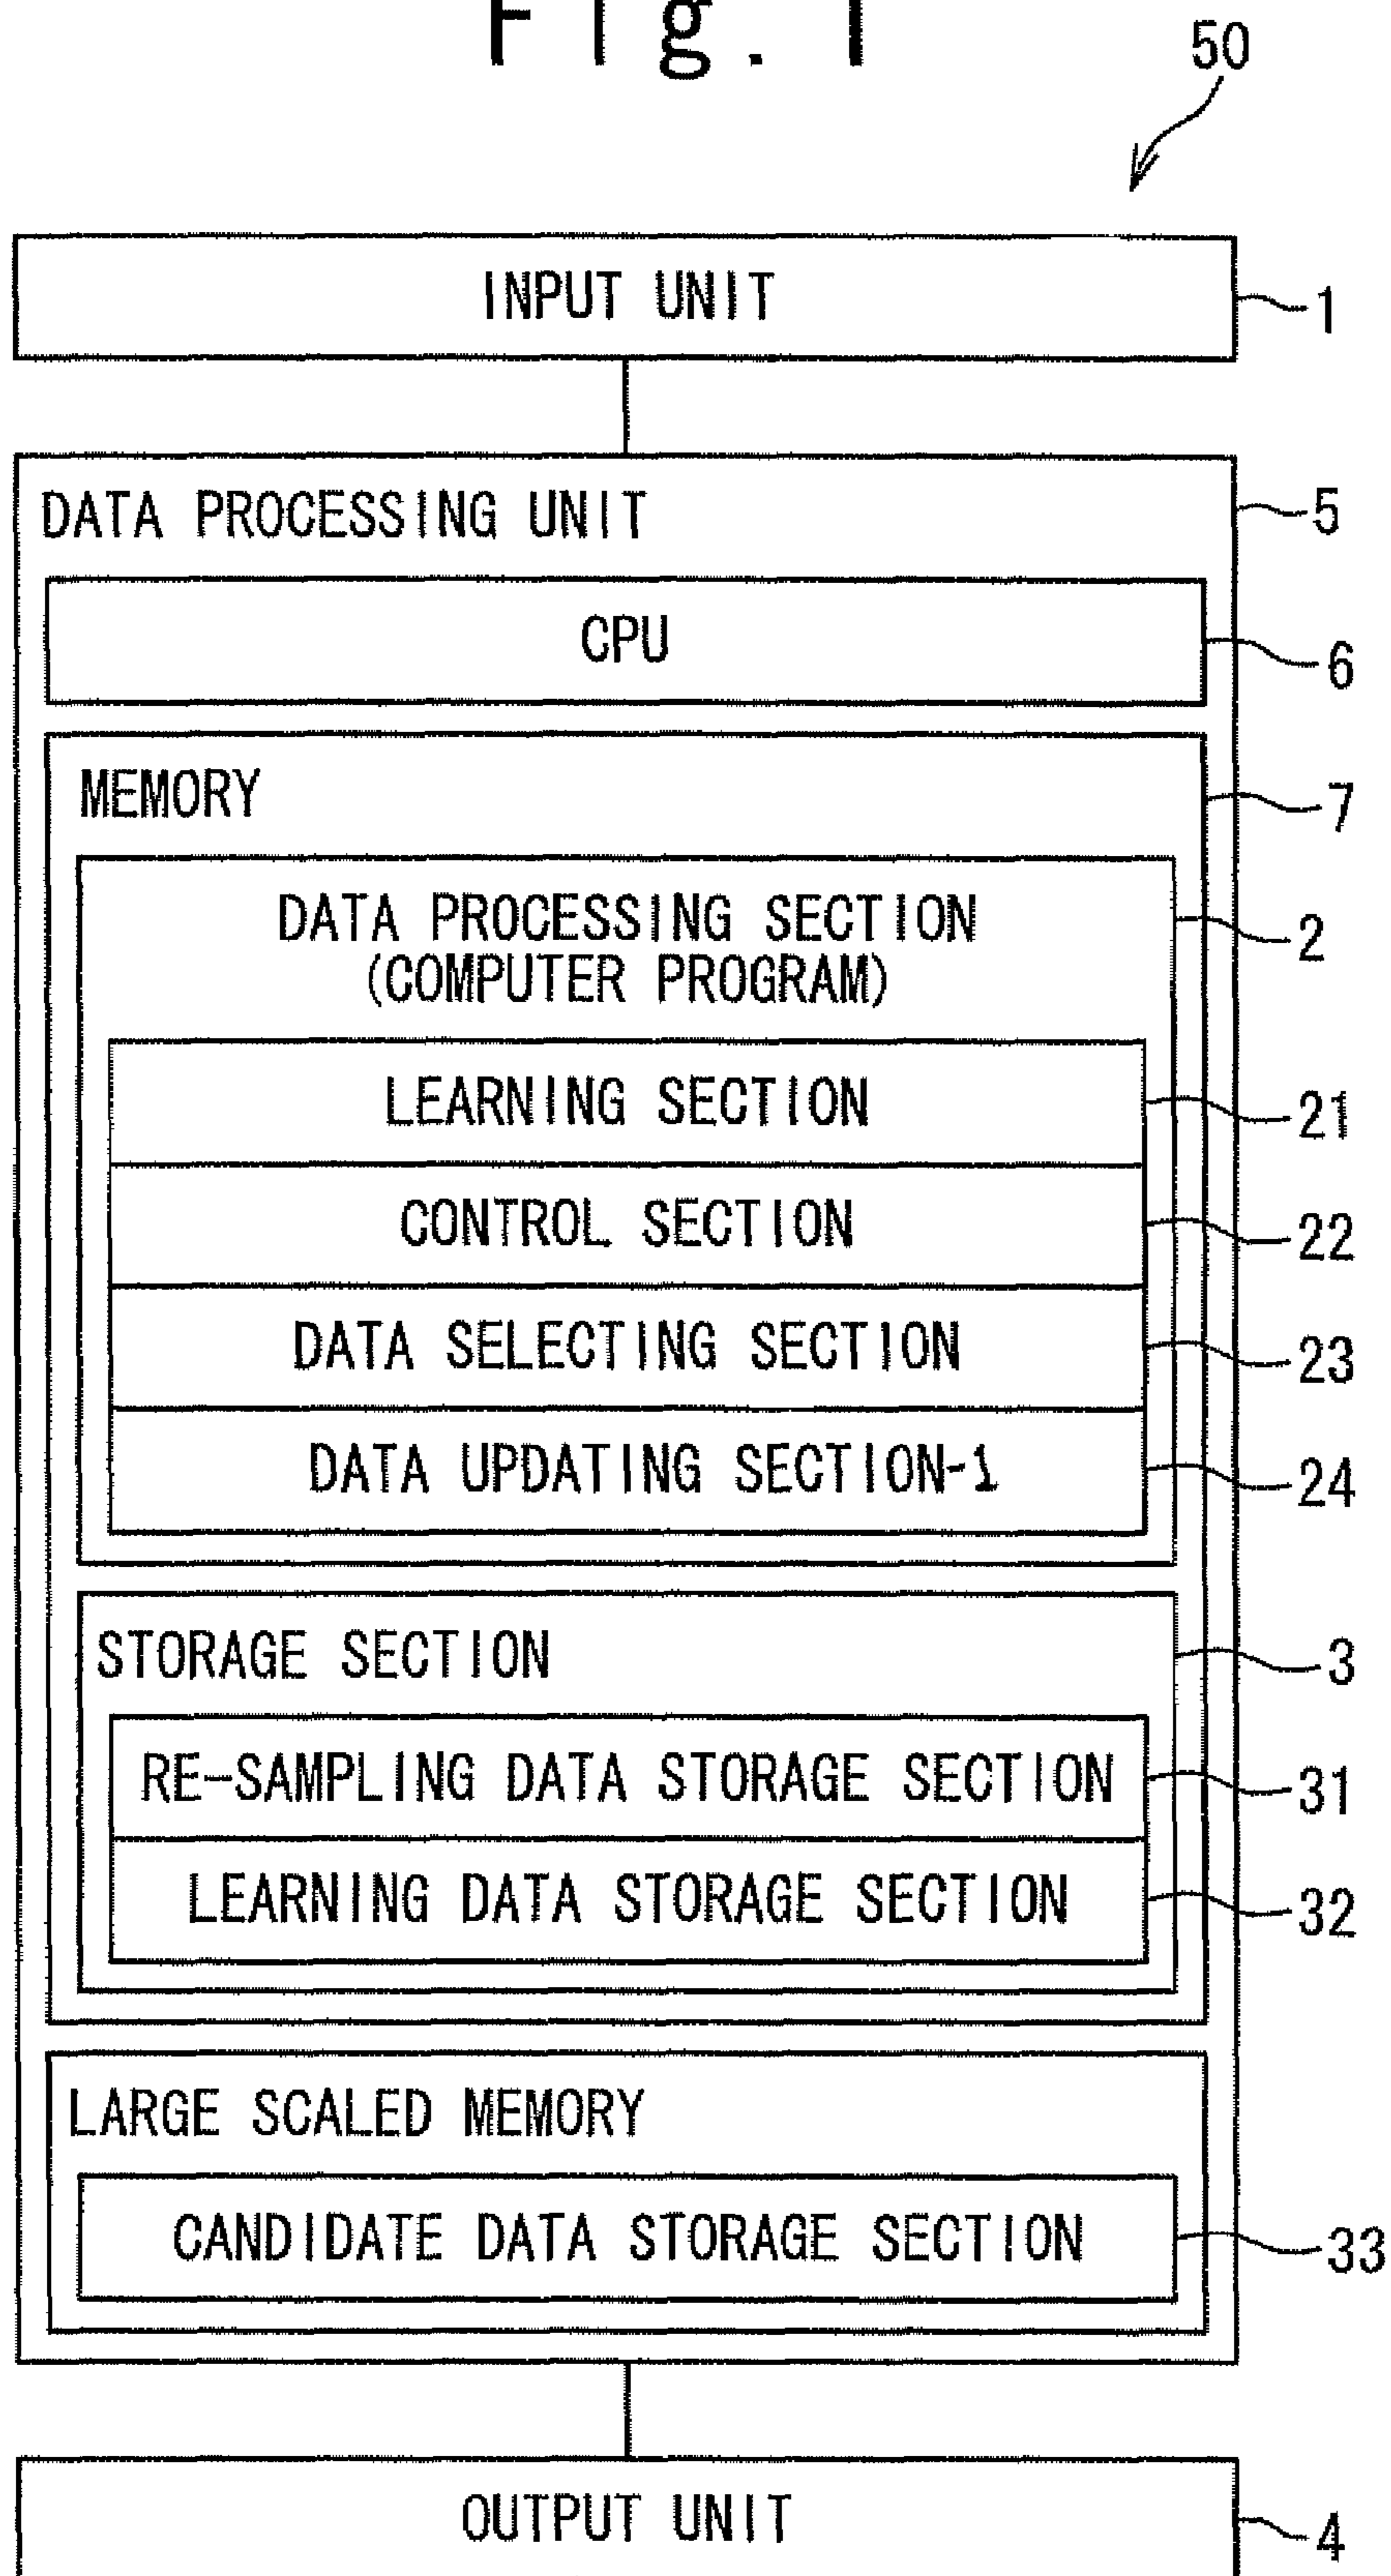 Fig. 1
50
INPUT UNIT
1
DATA PROCESSING UNIT
5
CPU
6
MEMORY
7
DATA PROCESSING SECTION
2
(COMPUTER PROGRAM)
LEARNING SECTION
21
CONTROL SECTION
22
DATA SELECTING SECTION
23
DATA UPDATING SECTION-1
24
STORAGE SECTION
3
RE-SAMPLING DATA STORAGE SECTION
31
LEARNING DATA STORAGE SECTION
32
LARGE SCALED MEMORY
CANDIDATE DATA STORAGE SECTION
33
OUTPUT UNIT
4